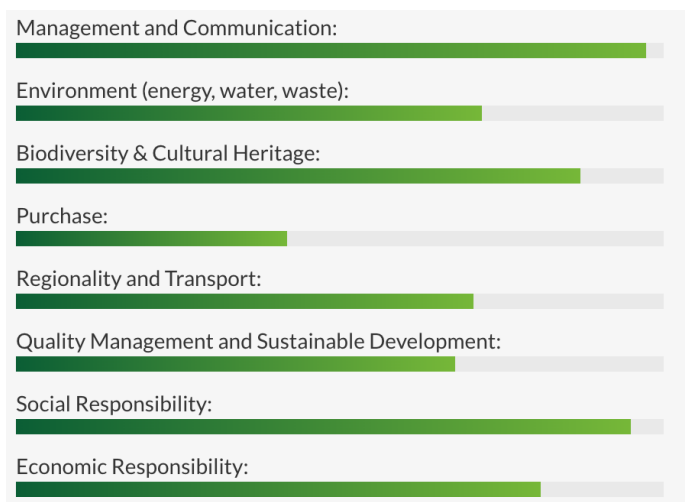 Management and Communication:
Environment (energy, water, waste):
Biodiversity & Cultural Heritage:
Purchase:
Regionality and Transport:
Quality Management and Sustainable Development:
Social Responsibility:
Economic Responsibility: